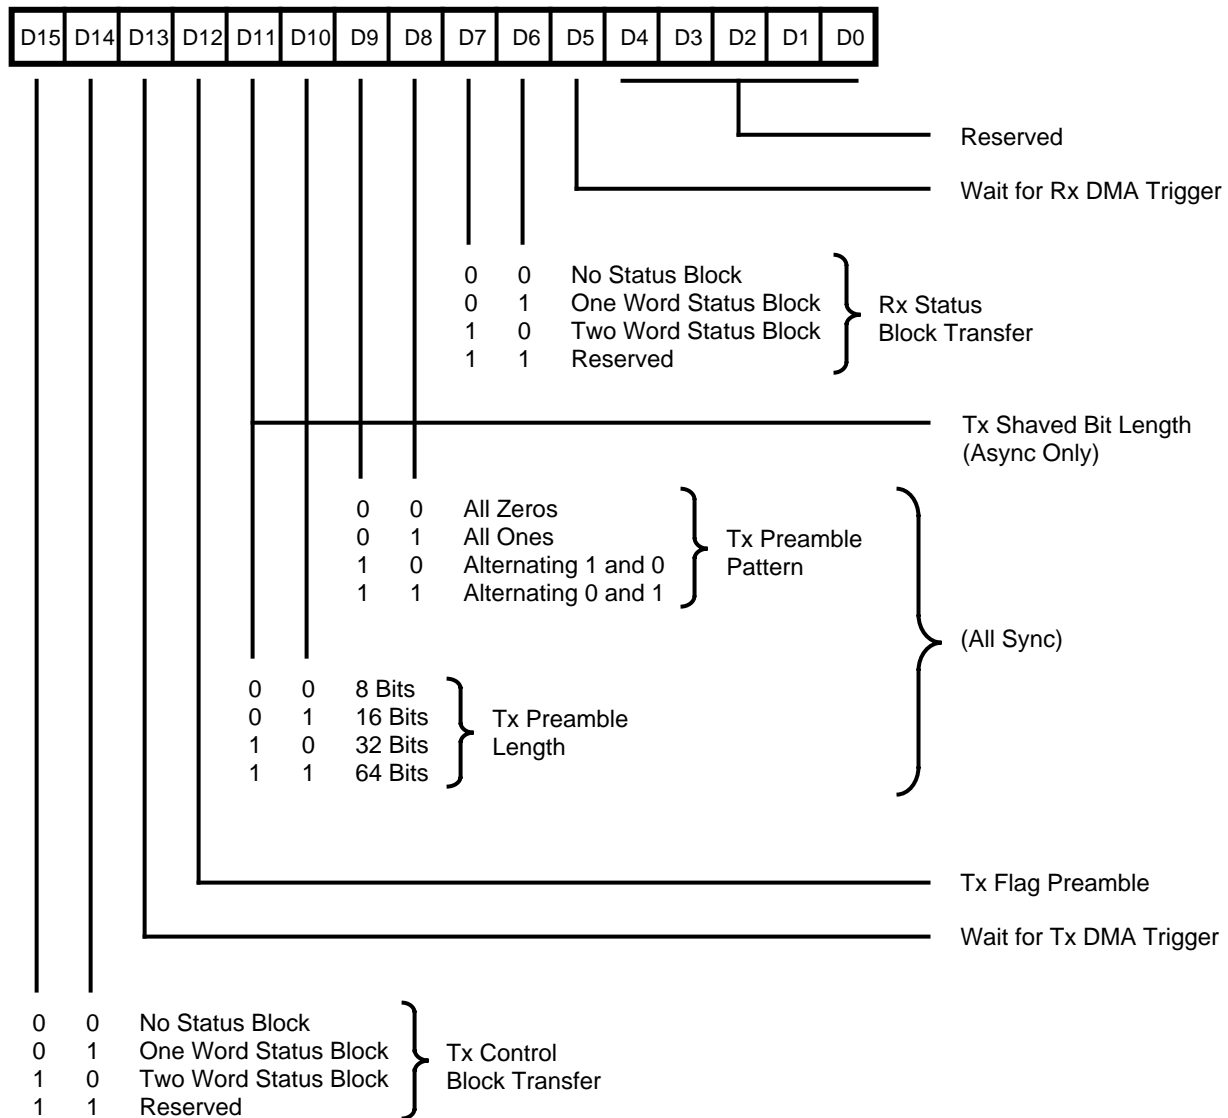 D15 D14 D13 D12 D11 D10 D9 D8 D7 D6 D5 D4 D3 D2 D1 D0
Reserved
Wait for Rx DMA Trigger
0 0 No Status Block
0 1 One Word Status Block
1 0 Two Word Status Block
1 1 Reserved
Rx Status
Block Transfer
Tx Shaved Bit Length
(Async Only)
0 0 All Zeros
0 1 All Ones
1 0 Alternating 1 and 0
1 1 Alternating 0 and 1
Tx Preamble
Pattern
(All Sync)
0 0 8 Bits
0 1 16 Bits
1 0 32 Bits
1 1 64 Bits
Tx Preamble
Length
Tx Flag Preamble
Wait for Tx DMA Trigger
0 0 No Status Block
0 1 One Word Status Block
1 0 Two Word Status Block
1 1 Reserved
Tx Control
Block Transfer